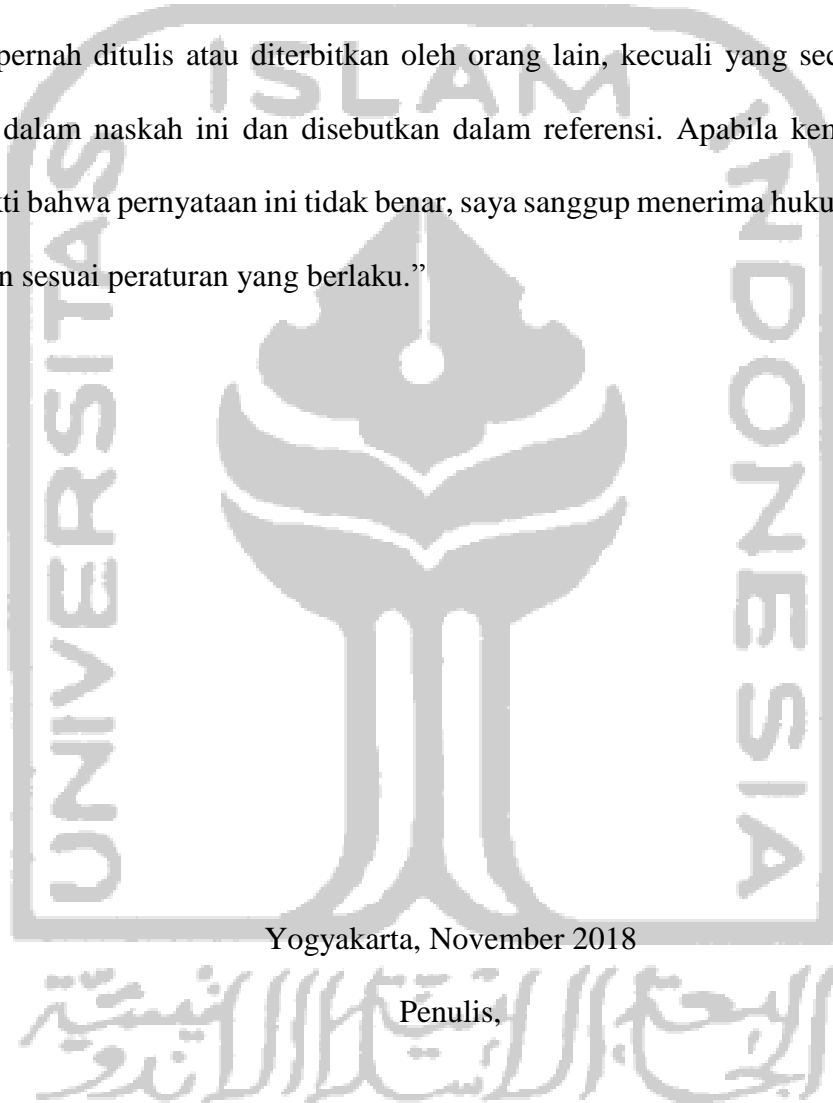 pernah ditulis atau diterbitkan oleh orang lain, kecuali yang sec
dalam naskah ini dan disebutkan dalam referensi. Apabila
kti bahwa pernyataan ini tidak benar, saya sanggup menerima huku
n sesuai peraturan yang berlaku.”
UNIVERSITAS
ISLAM
INDONESIA
Yogyakarta, November 2018
Penulis,